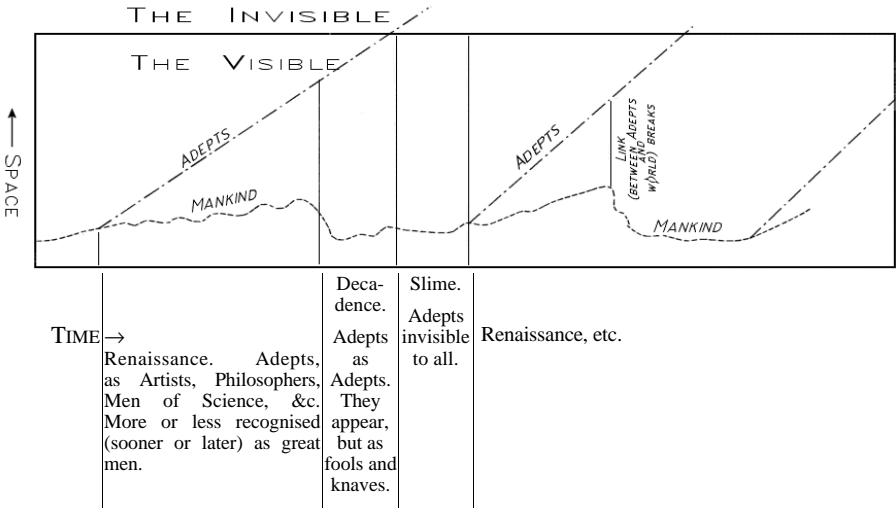 THE INVISIBLE
THE VISIBLE
← SPACE
ADEPTS
MANKIND
ADEPTS
LINK
(BETWEEN ADEPTS
AND
WORLD) BREAKS
MANKIND
TIME →
Renaissance. Adepts,
as Artists, Philosophers,
Men of Science, &c.
More or less recognised
(sooner or later) as great
men.
Deca-
dence.
Adepts
as
Adepts.
They
appear,
but as
fools and
knaves.
Slime.
Adepts
invisible
to all.
Renaissance, etc.